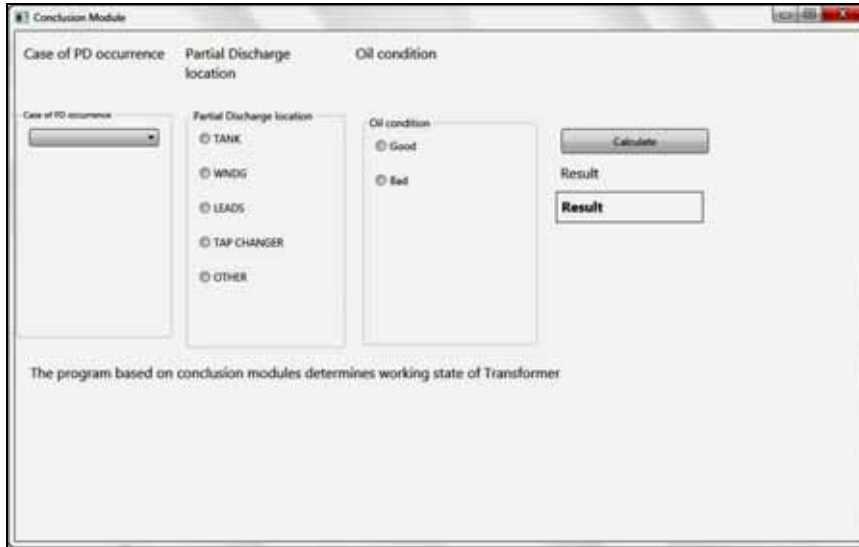 Conclusion Module
Case of PD occurrence
Partial Discharge
location
Oil condition
Case of PD occurrence
Partial Discharge location
TANK
WNDG
LEADS
TAP CHANGER
OTHER
Oil condition
Good
Bad
Calculate
Result
Result
The program based on conclusion modules determines working state of Transformer